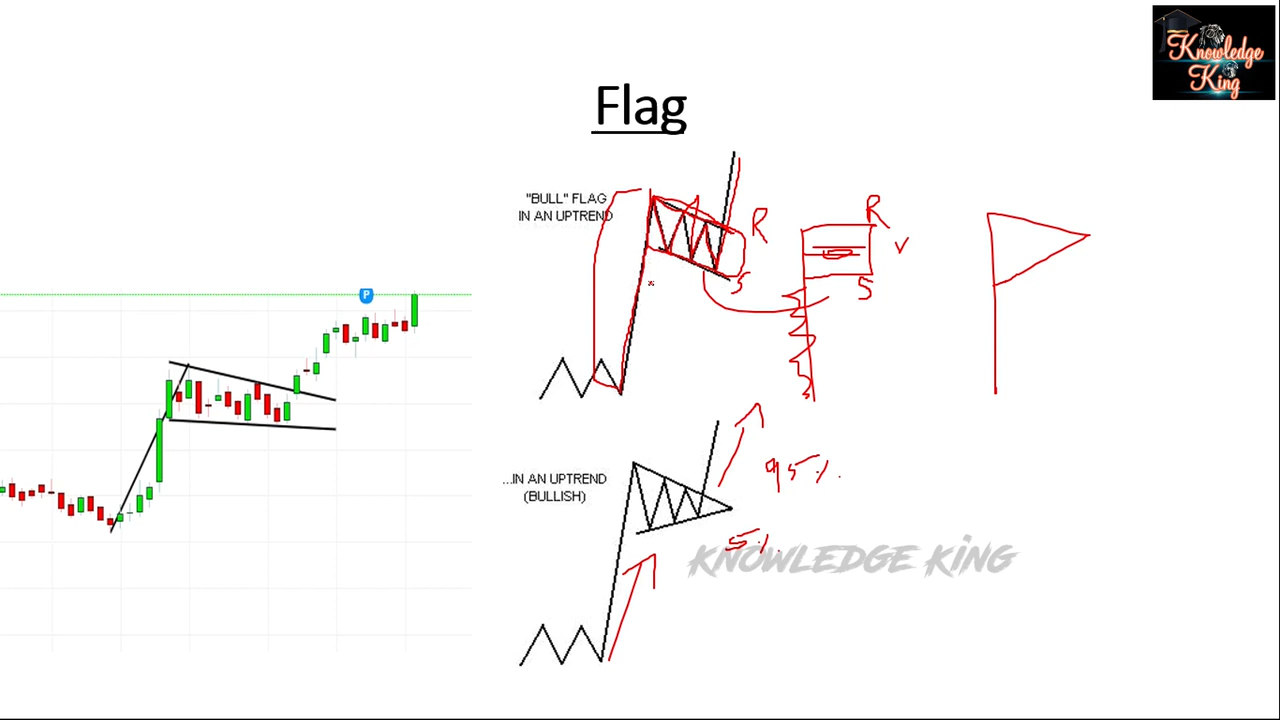 Knowledge
King
Flag
"BULL" FLAG
IN AN UPTREND
R
S
R
v
S
P
...IN AN UPTREND
(BULLISH)
95%.
5%.
KNOWLEDGE KING